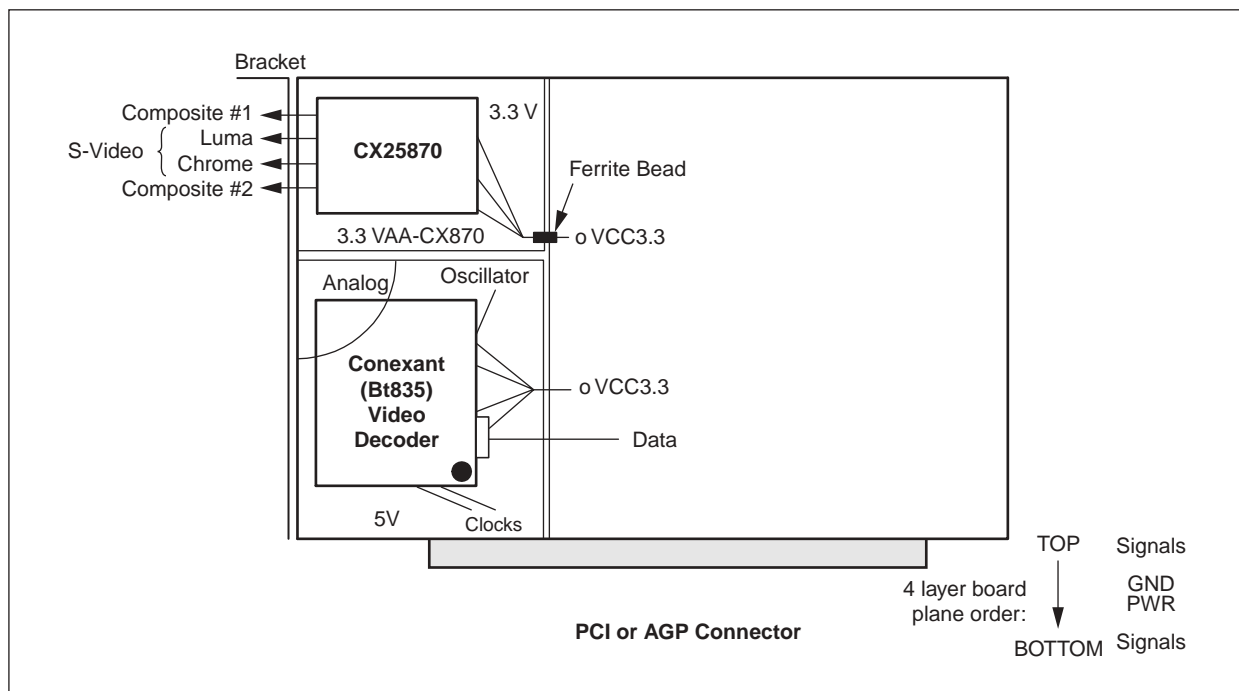 Bracket
Composite #1
Luma
S-Video
Chrome
Composite #2
CX25870
3.3 V
Ferrite Bead
3.3 VAA-CX870
o VCC3.3
Analog
Oscillator
Conexant
(Bt835)
Video
Decoder
o VCC3.3
Data
5V
Clocks
PCI or AGP Connector
4 layer board
plane order:
TOP
BOTTOM
Signals
GND
PWR
Signals